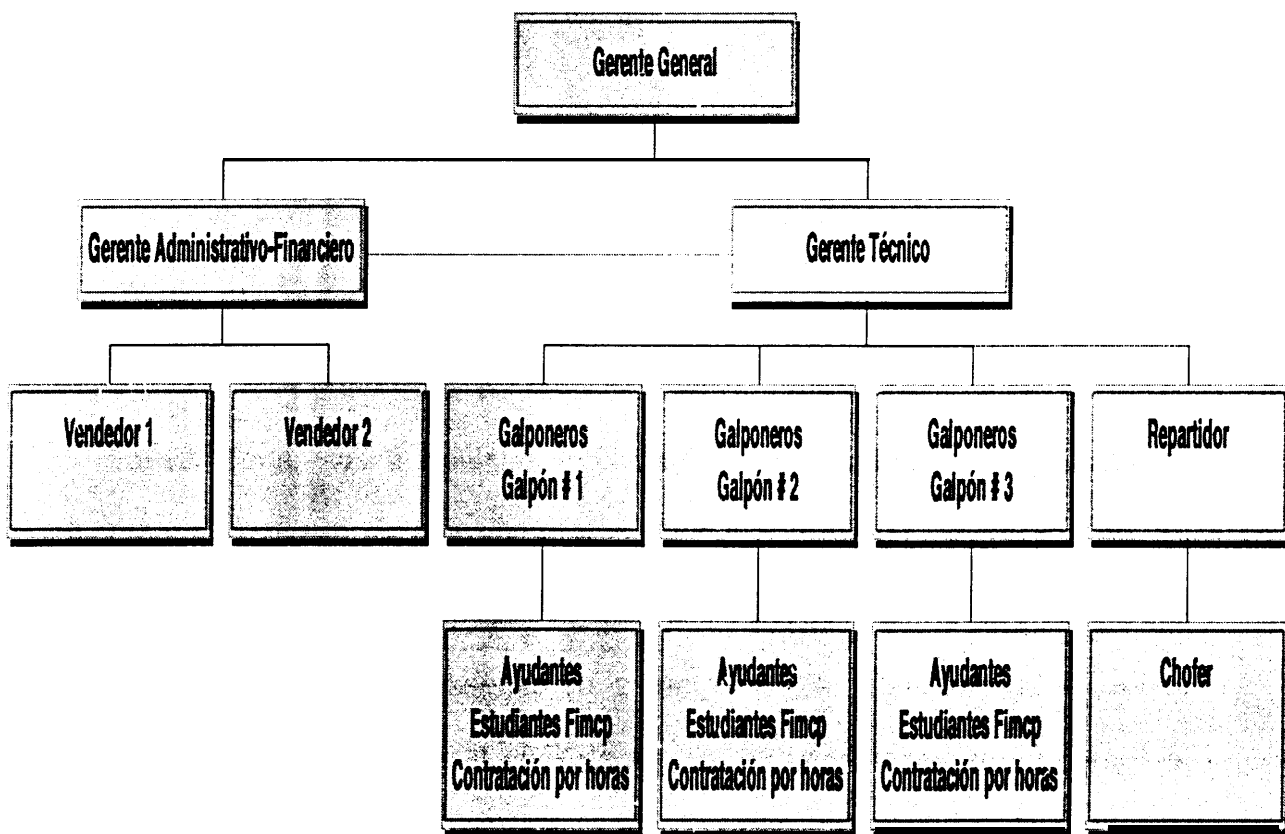 Gerente General
Gerente Administrativo-Financiero
Gerente Técnico
Vendedor 1
Vendedor 2
Galponeros
Galpón # 1
Galponeros
Galpón # 2
Galponeros
Galpón # 3
Repartidor
Ayudantes
Estudiantes Fimcp
Contratación por horas
Ayudantes
Estudiantes Fimcp
Contratación por horas
Ayudantes
Estudiantes Fimcp
Contratación por horas
Chofer